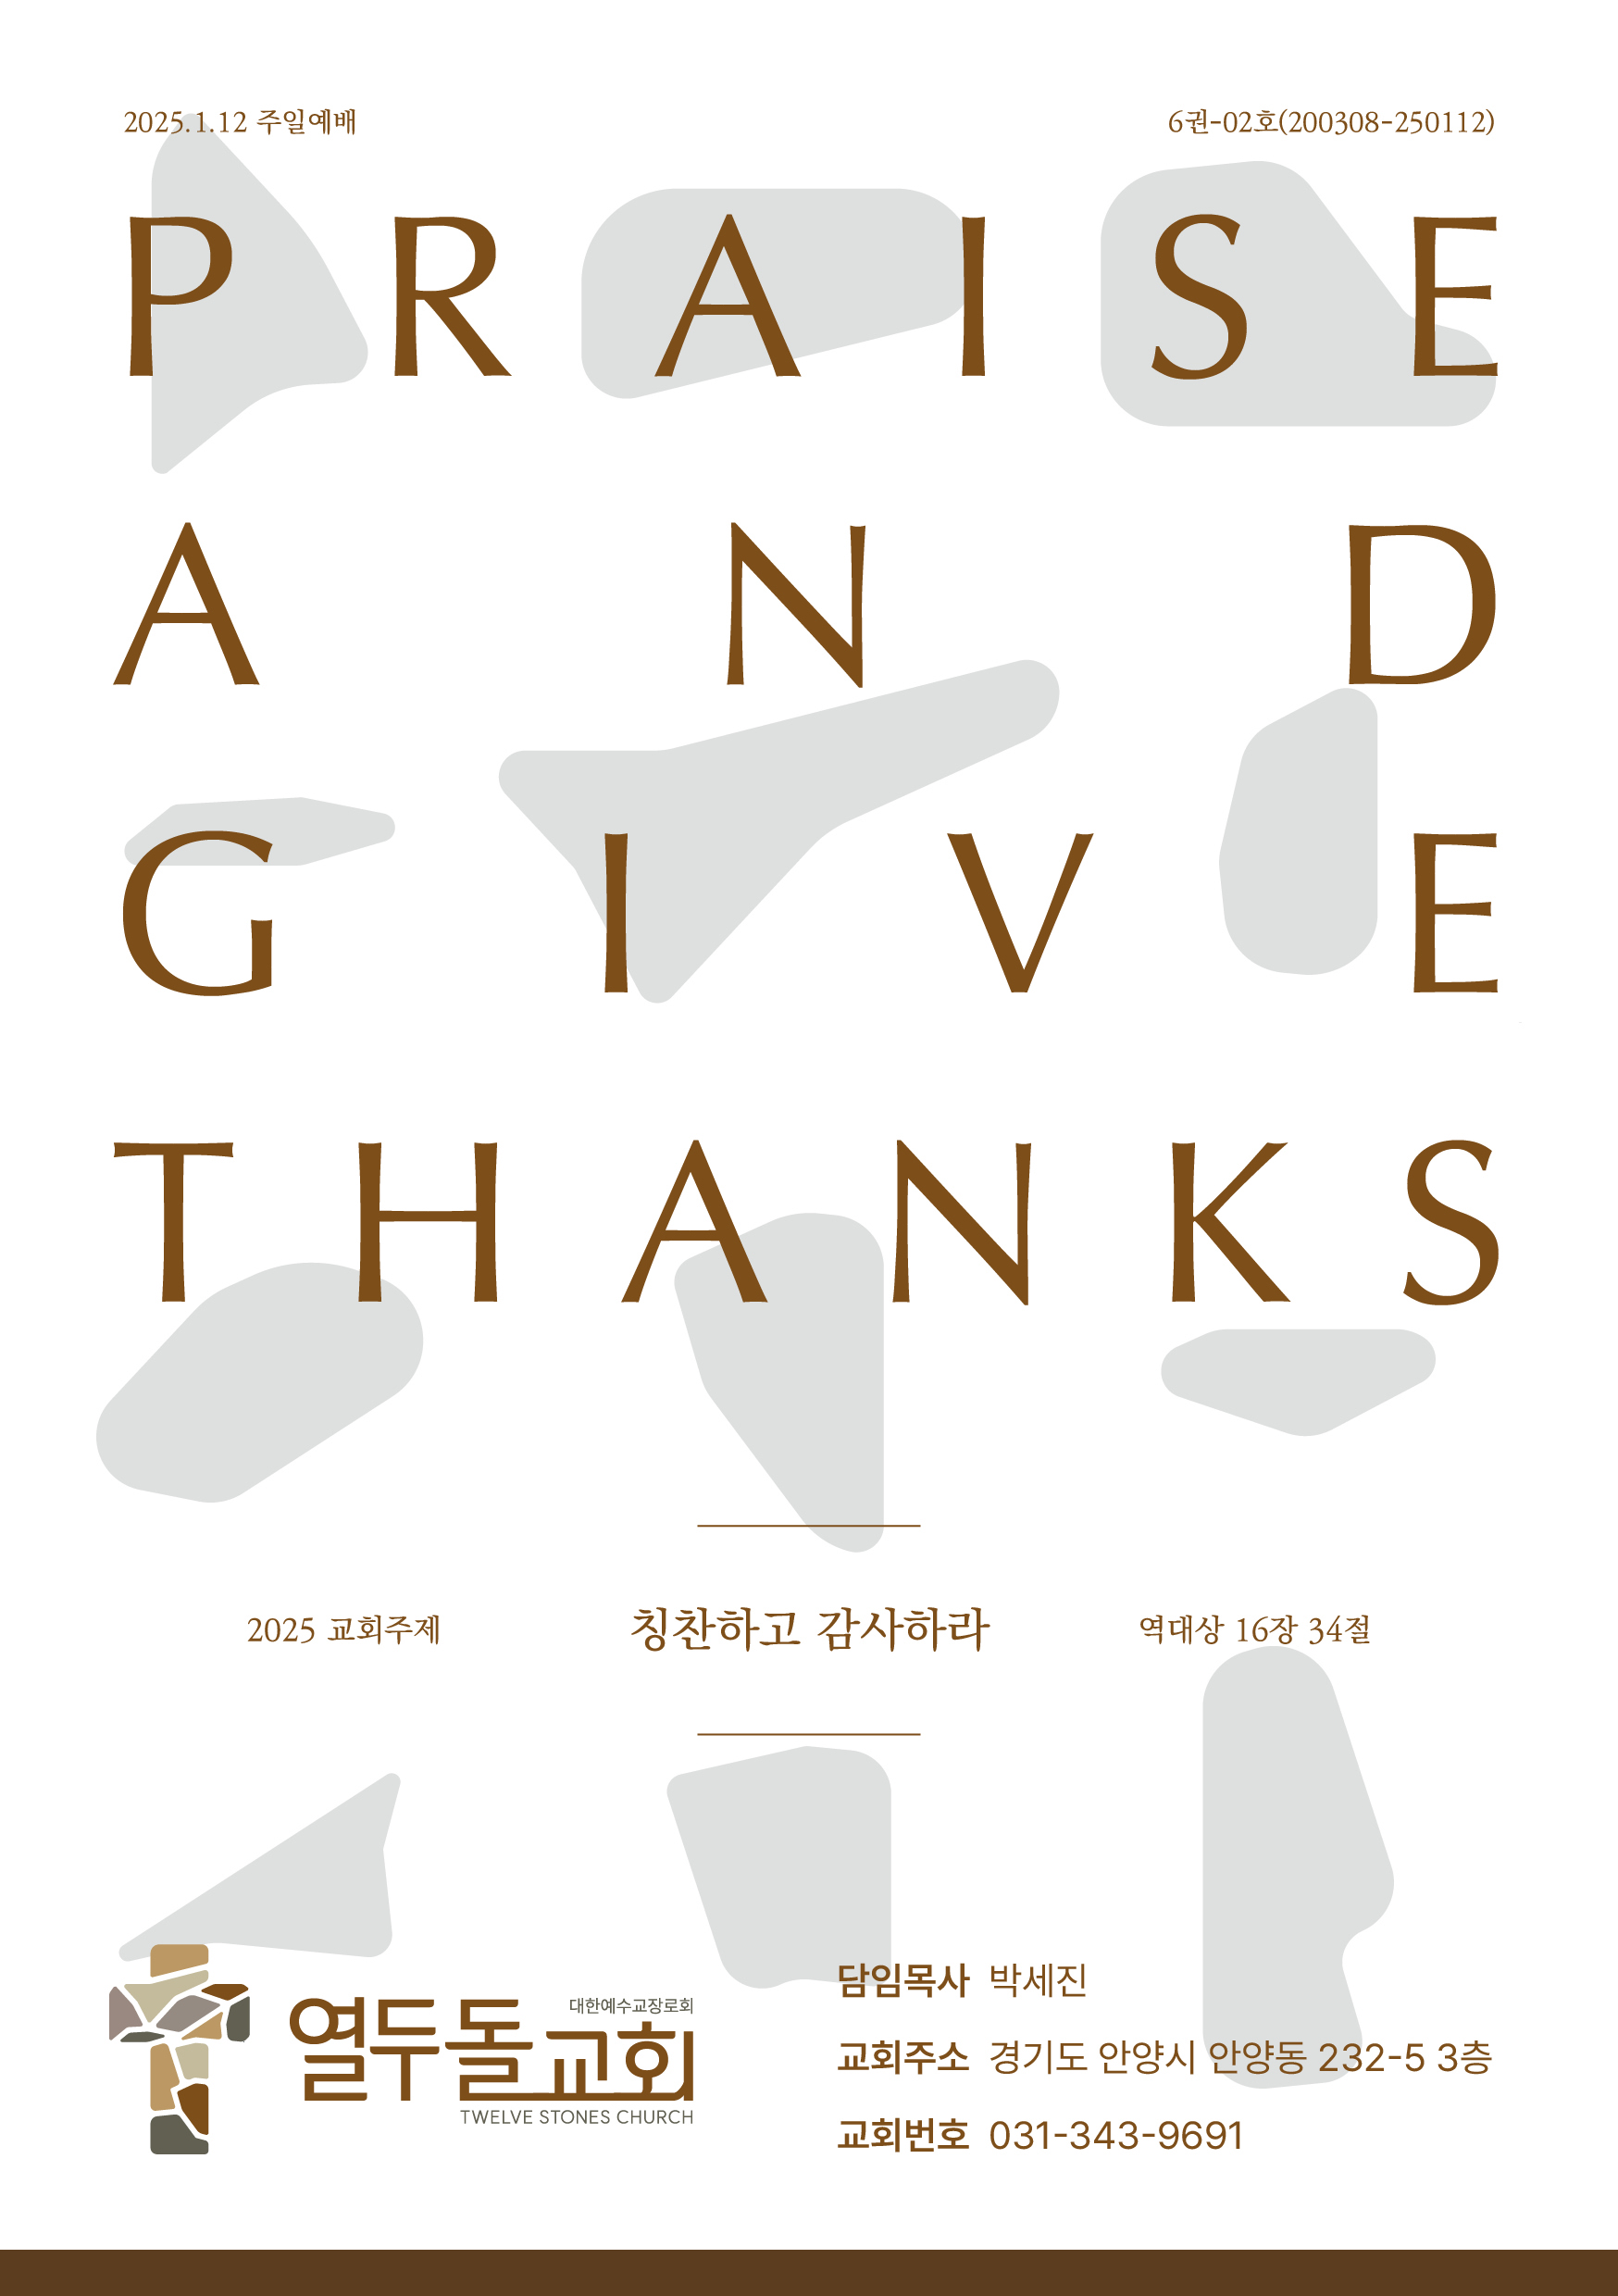 2025.1.12 주일예배
6권-02호(200308-250112)
PRAISE
AND
GIVE
THANKS
2025 교회주제
칭찬하고 감사하라
역대상 16장 34절
대한예수교장로회
열두돌교회
TWELVE STONES CHURCH
담임목사 박세진
교회주소 경기도 안양시 안양동 232-5 3층
교회번호 031-343-9691